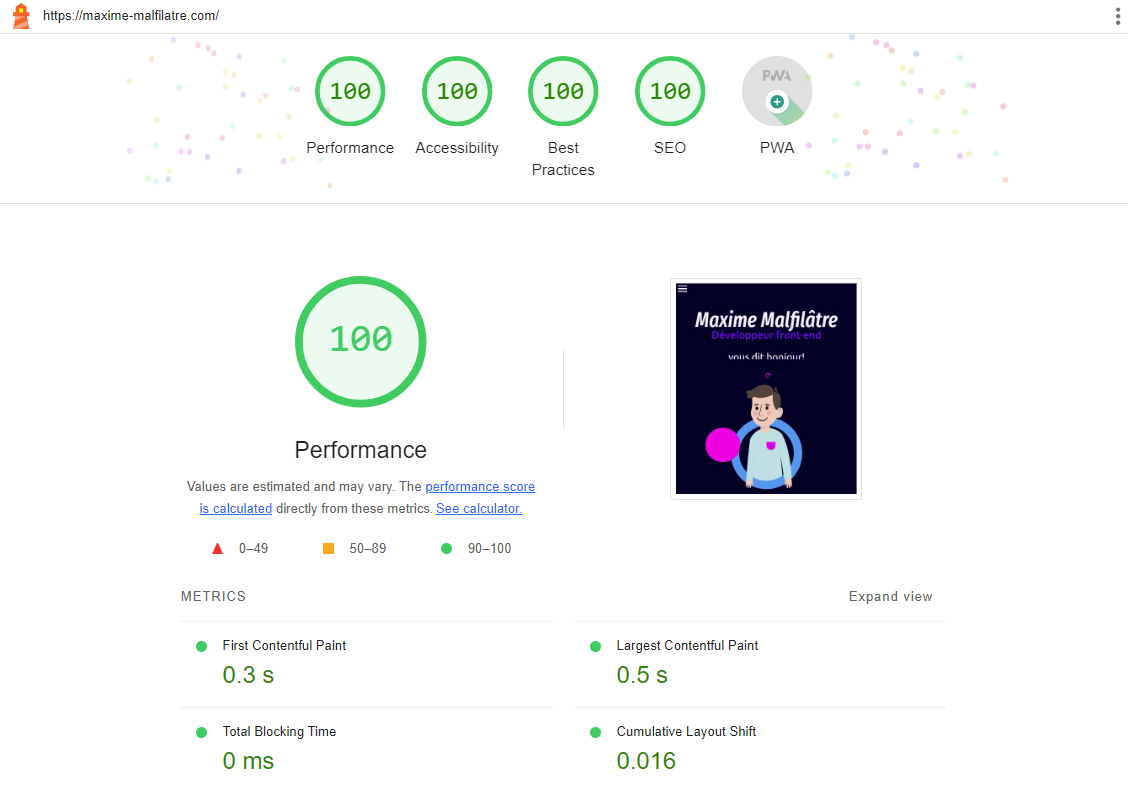 https://maxime-malfilatre.com/
100 100 100 100 PWA
Performance Accessibility Best Practices SEO PWA
100
Maxime Malfilâtre
Développeur front-end
vous dit bonjour!
Performance
Values are estimated and may vary. The performance score
is calculated directly from these metrics. See calculator.
0–49 50–89 90–100
METRICS Expand view
First Contentful Paint Largest Contentful Paint
0.3 s 0.5 s
Total Blocking Time Cumulative Layout Shift
0 ms 0.016